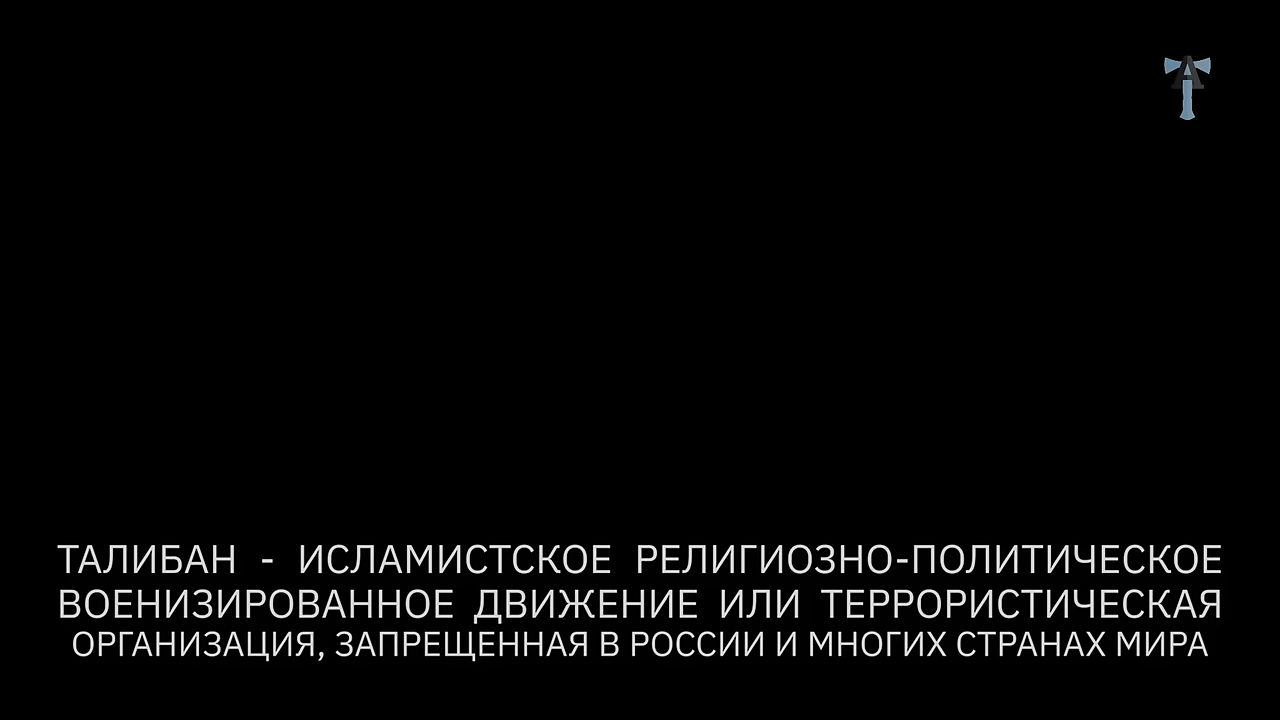 ТАЛИБАН - ИСЛАМИСТСКОЕ РЕЛИГИОЗНО-ПОЛИТИЧЕСКОЕ
ВОЕНИЗИРОВАННОЕ ДВИЖЕНИЕ ИЛИ ТЕРРОРИСТИЧЕСКАЯ
ОРГАНИЗАЦИЯ, ЗАПРЕЩЕННАЯ В РОССИИ И МНОГИХ СТРАНАХ МИРА